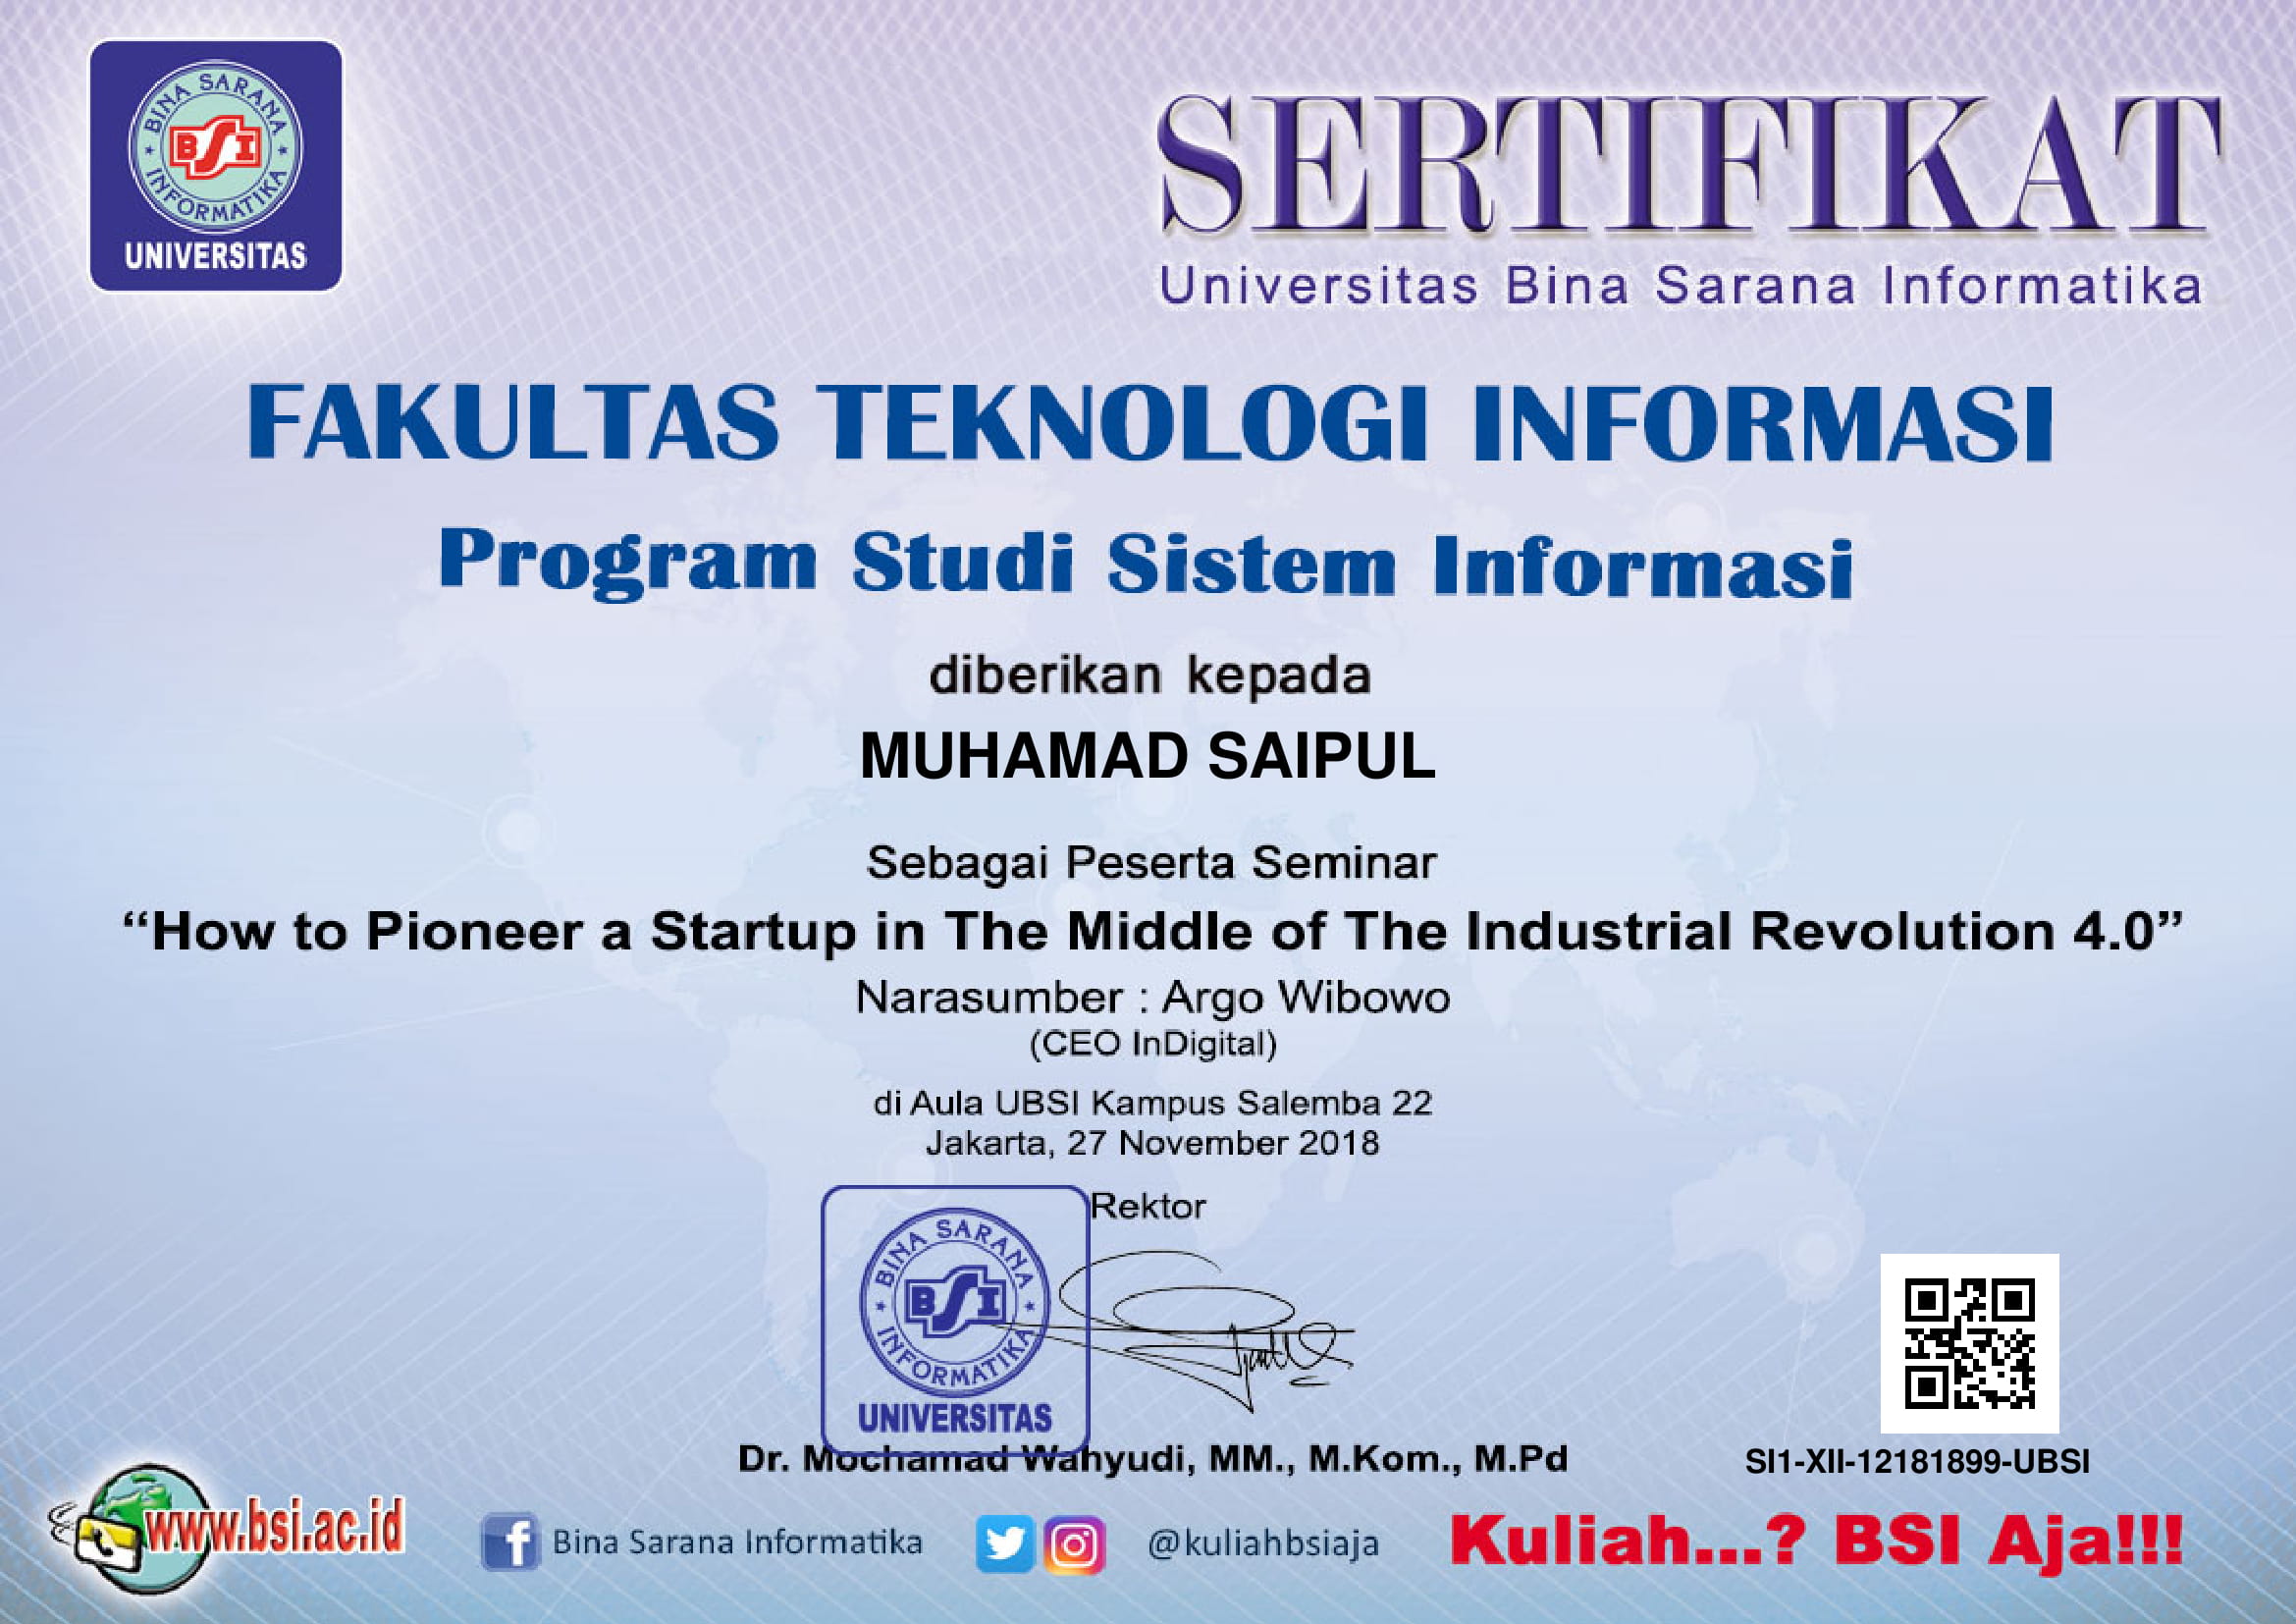 BINA SARANA
BSI
INFORMATIKA
UNIVERSITAS
SERTIFIKAT
Universitas Bina Sarana Informatika
FAKULTAS TEKNOLOGI INFORMASI
Program Studi Sistem Informasi
diberikan kepada
MUHAMAD SAIPUL
Sebagai Peserta Seminar
“How to Pioneer a Startup in The Middle of The Industrial Revolution 4.0”
Narasumber : Argo Wibowo
(CEO InDigital)
di Aula UBSI Kampus Salemba 22
Jakarta, 27 November 2018
Rektor
BINA SARANA
BSI
INFORMATIKA
UNIVERSITAS
Dr. Mochamad Wahyudi, MM., M.Kom., M.Pd
SI1-XII-12181899-UBSI
www.bsi.ac.id
Bina Sarana Informatika
@kuliahbsiaja
Kuliah...? BSI Aja!!!